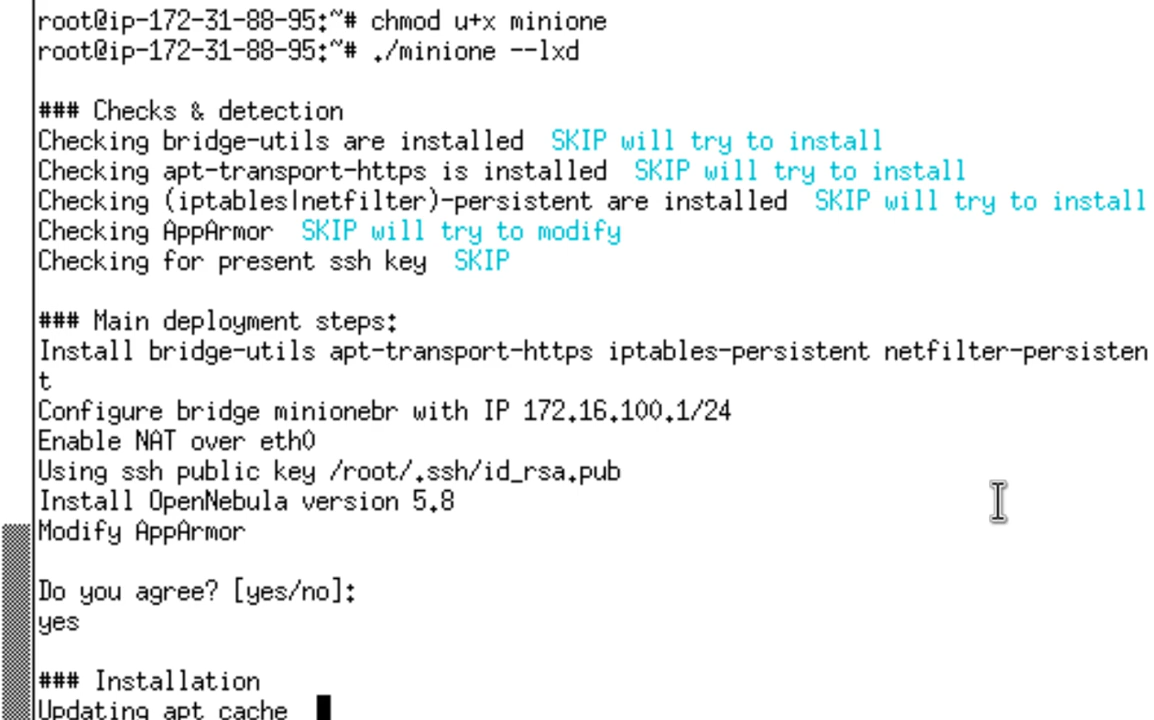 root@ip-172-31-88-95:~# chmod u+x minione
root@ip-172-31-88-95:~# ./minione --lxd
### Checks & detection
Checking bridge-utils are installed  SKIP will try to install
Checking apt-transport-https is installed  SKIP will try to install
Checking (iptables|netfilter)-persistent are installed  SKIP will try to install
Checking AppArmor  SKIP will try to modify
Checking for present ssh key  SKIP
### Main deployment steps:
Install bridge-utils apt-transport-https iptables-persistent netfilter-persisten
t
Configure bridge minionebr with IP 172.16.100.1/24
Enable NAT over eth0
Using ssh public key /root/.ssh/id_rsa.pub
Install OpenNebula version 5.8
Modify AppArmor
Do you agree? [yes/no]:
yes
### Installation
Updating apt cache